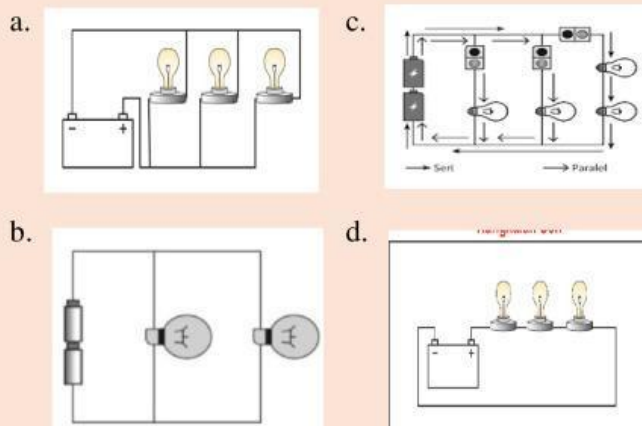 a.
c.
Seri
Paralel
b.
d.
- +
- +